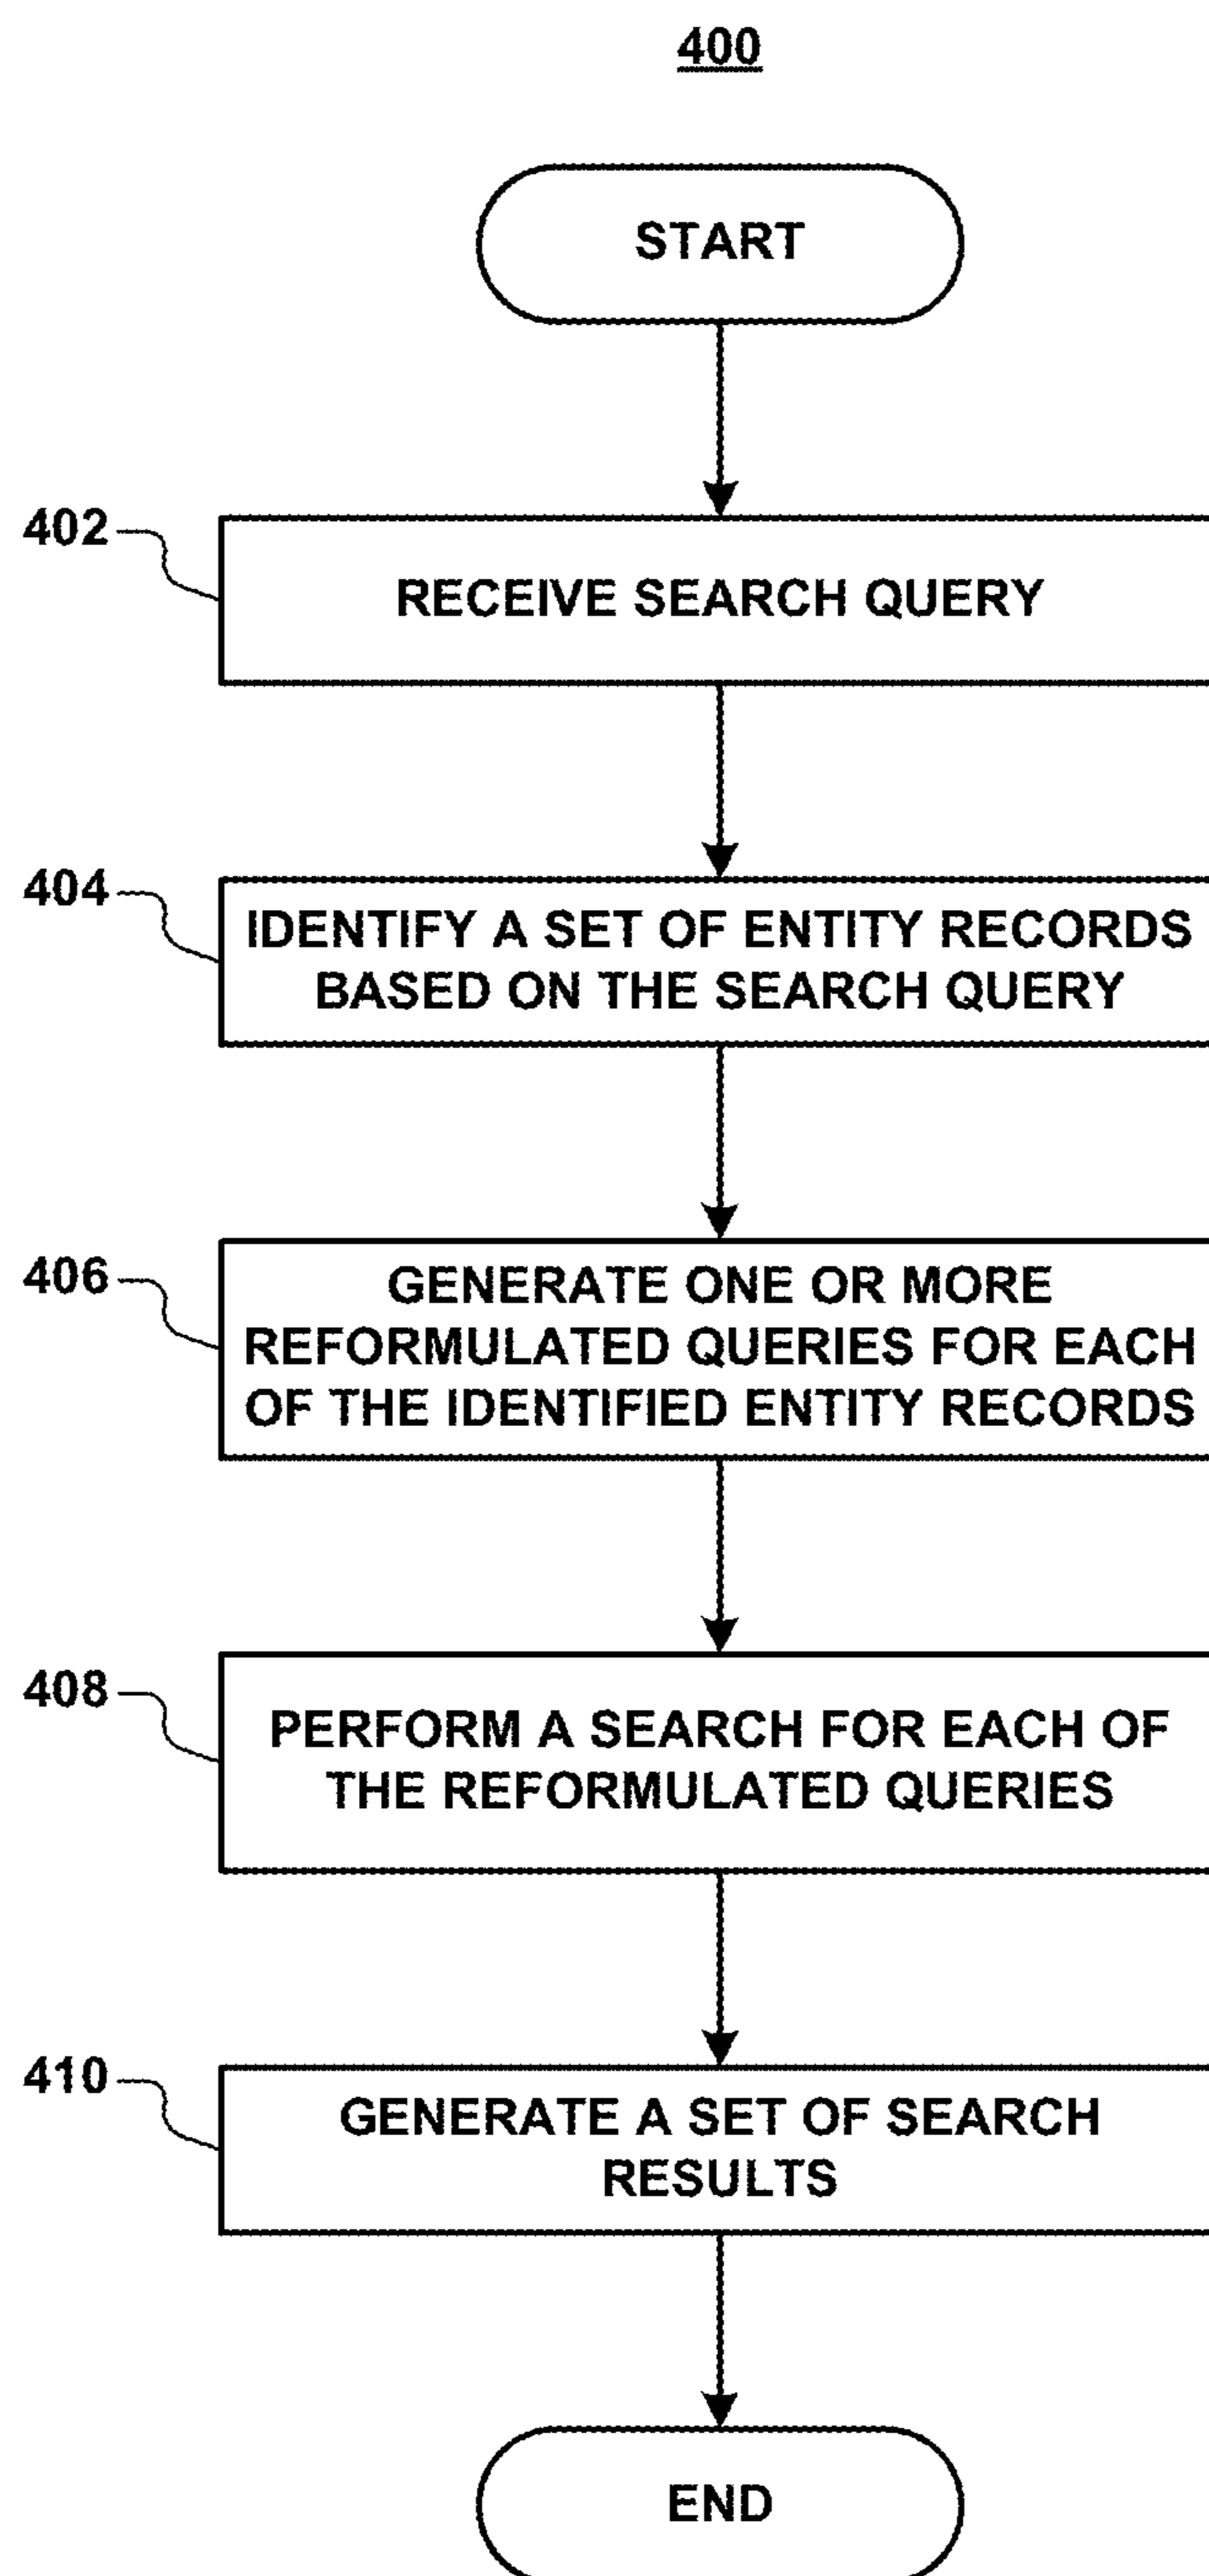 400
START
402
RECEIVE SEARCH QUERY
404
IDENTIFY A SET OF ENTITY RECORDS
BASED ON THE SEARCH QUERY
406
GENERATE ONE OR MORE
REFORMULATED QUERIES FOR EACH
OF THE IDENTIFIED ENTITY RECORDS
408
PERFORM A SEARCH FOR EACH OF
THE REFORMULATED QUERIES
410
GENERATE A SET OF SEARCH
RESULTS
END